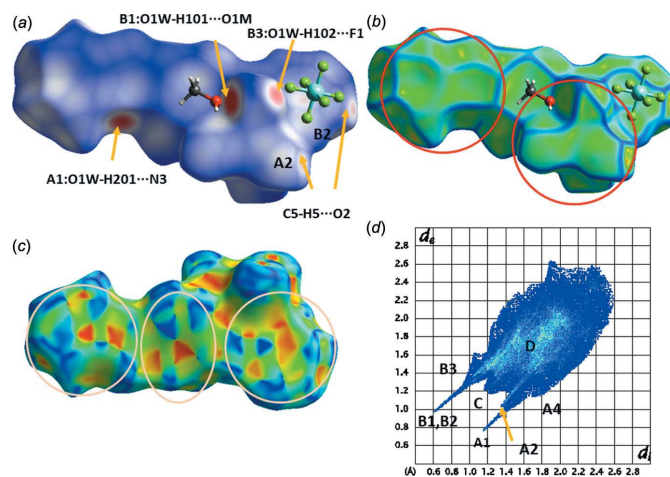 (a)
B1:O1W-H101···O1M
B3:O1W-H102···F1
B2
A2
A1:O1W-H201···N3
C5-H5···O2
(b)
(c)
(d)
de
2.8
2.6
2.4
2.2
2.0
1.8
1.6
1.4
1.2
1.0
0.8
0.6
D
B3
C
A4
B1,B2
A1
A2
(A) 0.6 0.8 1.0 1.2 1.4 1.6 1.8 2.0 2.2 2.4 2.6 2.8
di